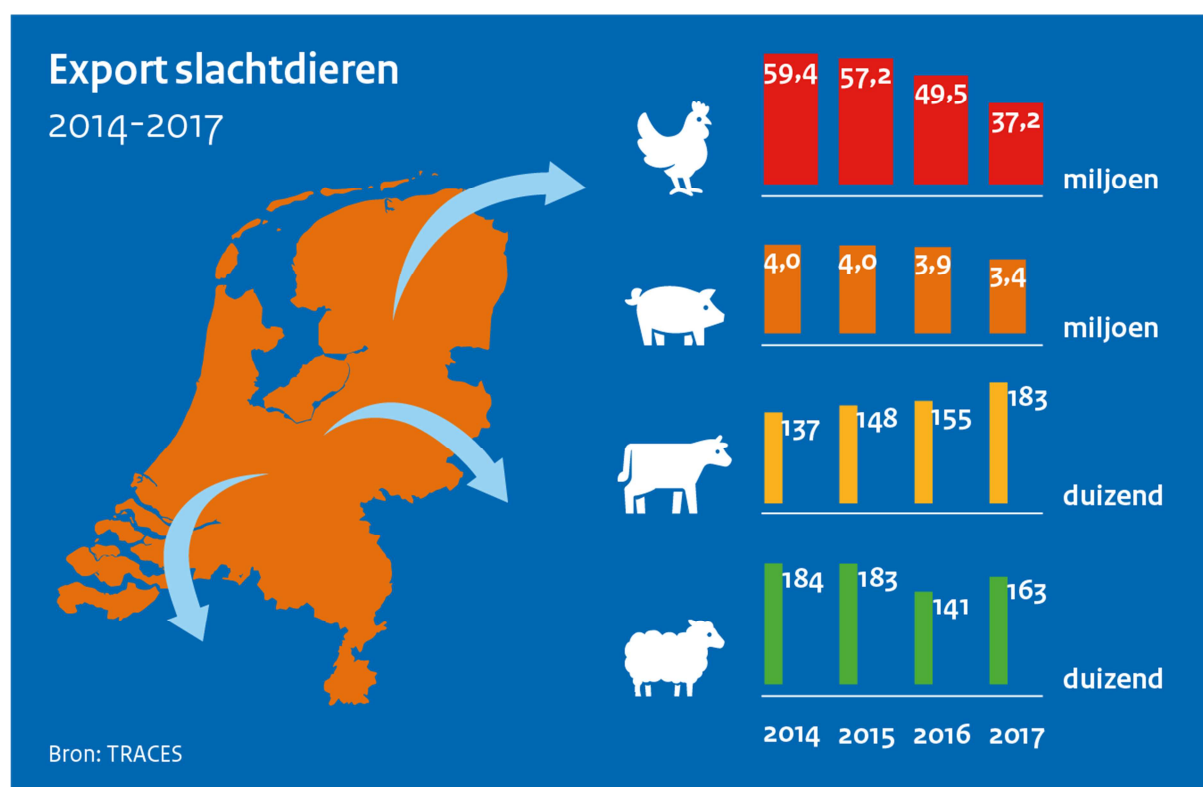 Export slachtdieren
2014-2017
59,4 57,2 49,5 37,2
miljoen
4,0 4,0 3,9 3,4
miljoen
137 148 155 183
duizend
184 183 141 163
duizend
2014 2015 2016 2017
Bron: TRACES